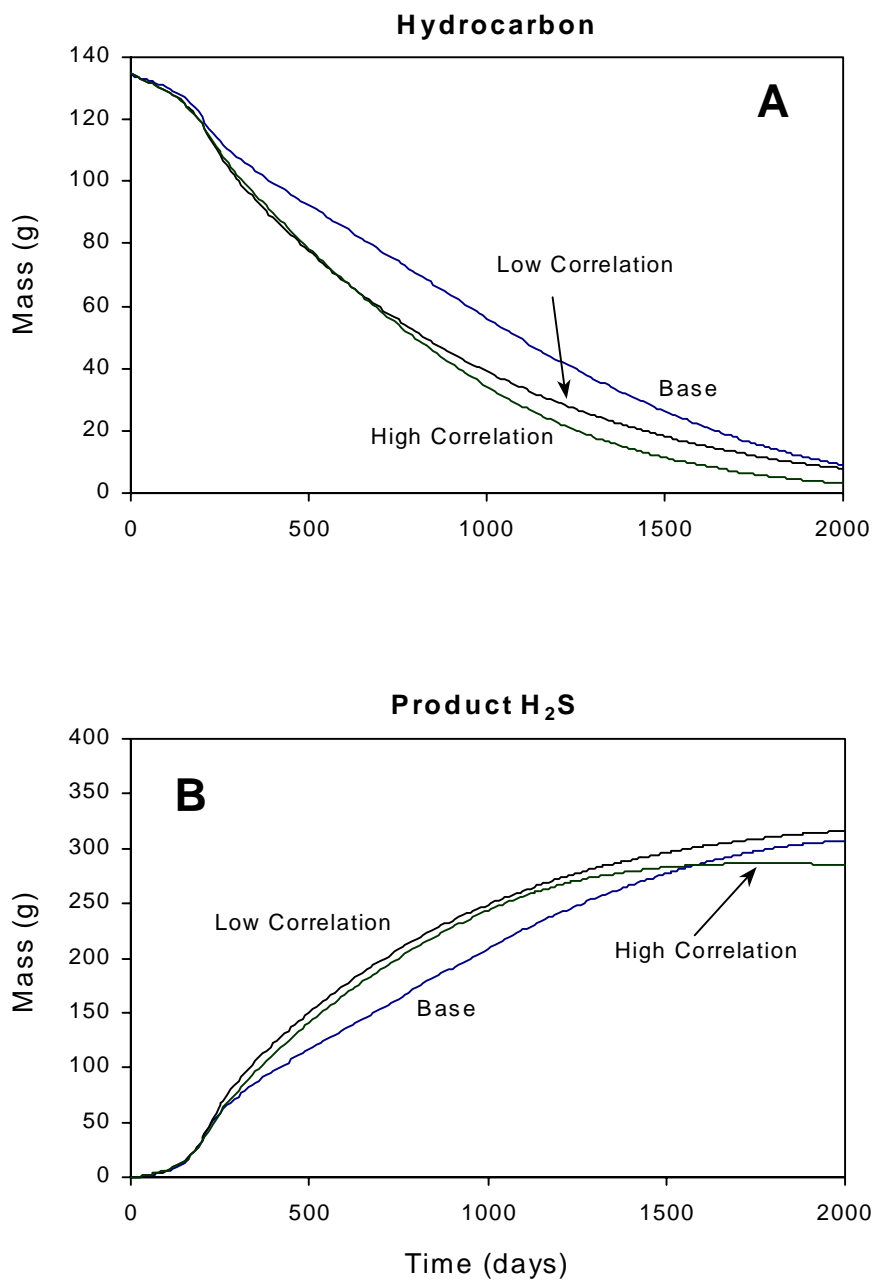 Hydrocarbon
A
Mass (g)
140
120
100
80
60
40
20
0
Low Correlation
Base
High Correlation
0 500 1000 1500 2000
Product H₂S
B
Mass (g)
400
350
300
250
200
150
100
50
0
Low Correlation
High Correlation
Base
0 500 1000 1500 2000
Time (days)